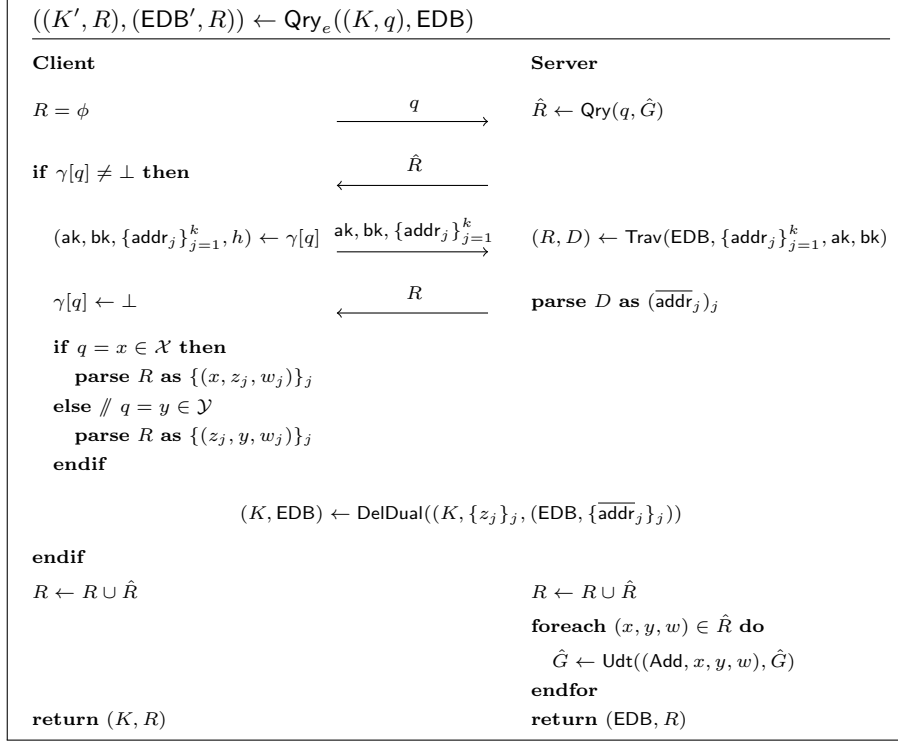 ((K′, R), (EDB′, R)) ← Qry_e((K, q), EDB)
Client Server
R = ϕ q R̂ ← Qry(q, Ĝ)
if γ[q] ≠ ⊥ then R̂
(ak, bk, {addr_j}_{j=1}^k, h) ← γ[q] ak, bk, {addr_j}_{j=1}^k (R, D) ← Trav(EDB, {addr_j}_{j=1}^k, ak, bk)
γ[q] ← ⊥ R parse D as (\overline{addr}_j)_j
if q = x ∈ 𝒳 then
parse R as {(x, z_j, w_j)}_j
else // q = y ∈ 𝒴
parse R as {(z_j, y, w_j)}_j
endif
(K, EDB) ← DelDual((K, {z_j}_j, (EDB, {\overline{addr}_j}_j))
endif
R ← R ∪ R̂ R ← R ∪ R̂
foreach (x, y, w) ∈ R̂ do
Ĝ ← Udt((Add, x, y, w), Ĝ)
endfor
return (K, R) return (EDB, R)